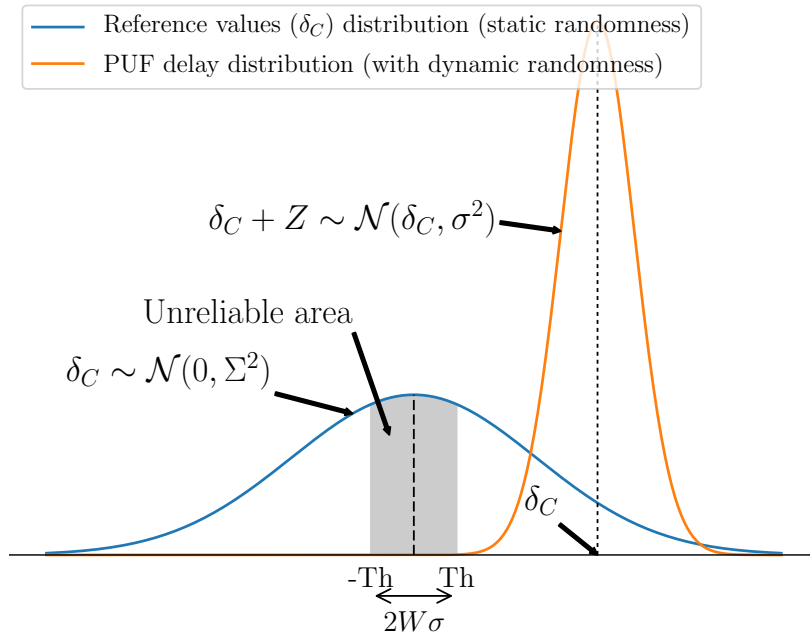 Reference values (δ_C) distribution (static randomness)
PUF delay distribution (with dynamic randomness)
δ_C + Z ∼ 𝒩(δ_C, σ²)
Unreliable area
δ_C ∼ 𝒩(0, Σ²)
δ_C
-Th Th
2Wσ